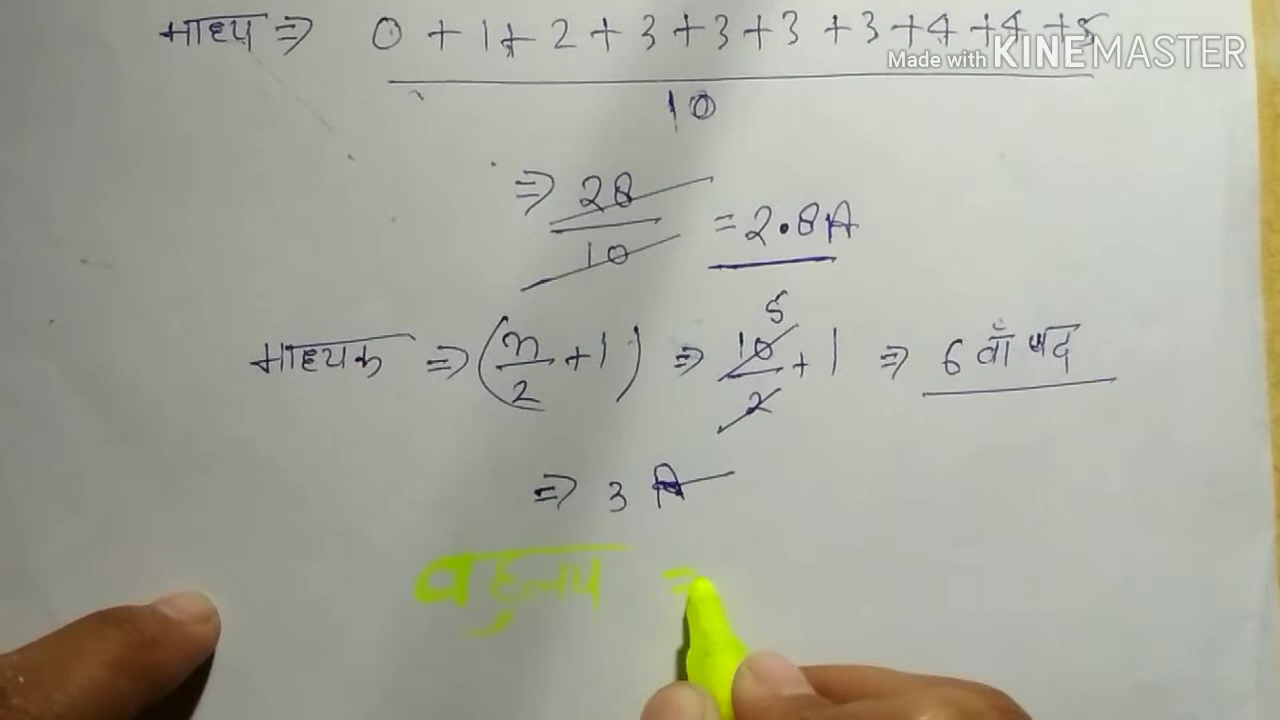 माध्य ⇒ 0 + 1 + 2 + 3 + 3 + 3 + 3 + 4 + 4 + 5
Made with KINEMASTER
10
⇒ 28
10
= 2.8A
माध्यक ⇒ (n/2 + 1) ⇒ 10/2 5 + 1 ⇒ 6 वाँ पद
⇒ 3 A
बहुलय =